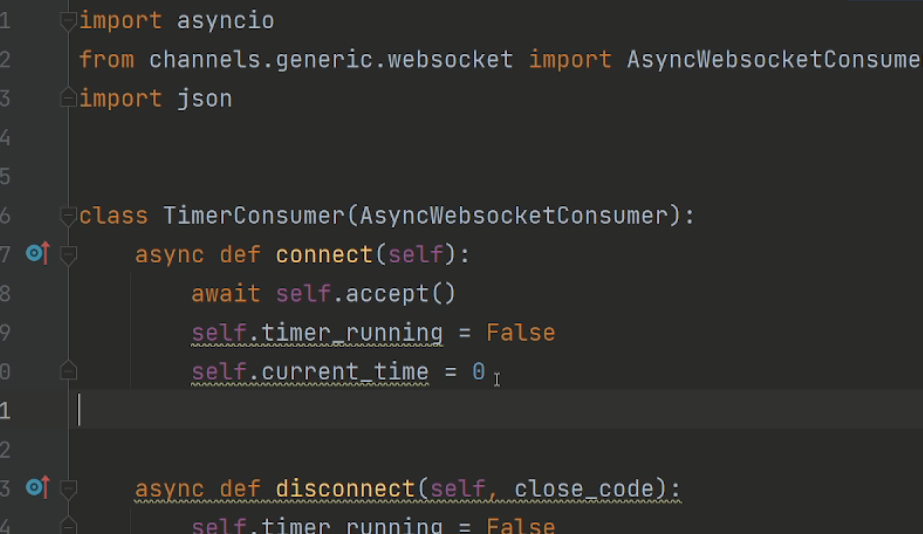 1 import asyncio
2 from channels.generic.websocket import AsyncWebsocketConsume
3 import json
4
5
6 class TimerConsumer(AsyncWebsocketConsumer):
7 async def connect(self):
8 await self.accept()
9 self.timer_running = False
0 self.current_time = 0
1
2
3 async def disconnect(self, close_code):
4 self.timer_running = False